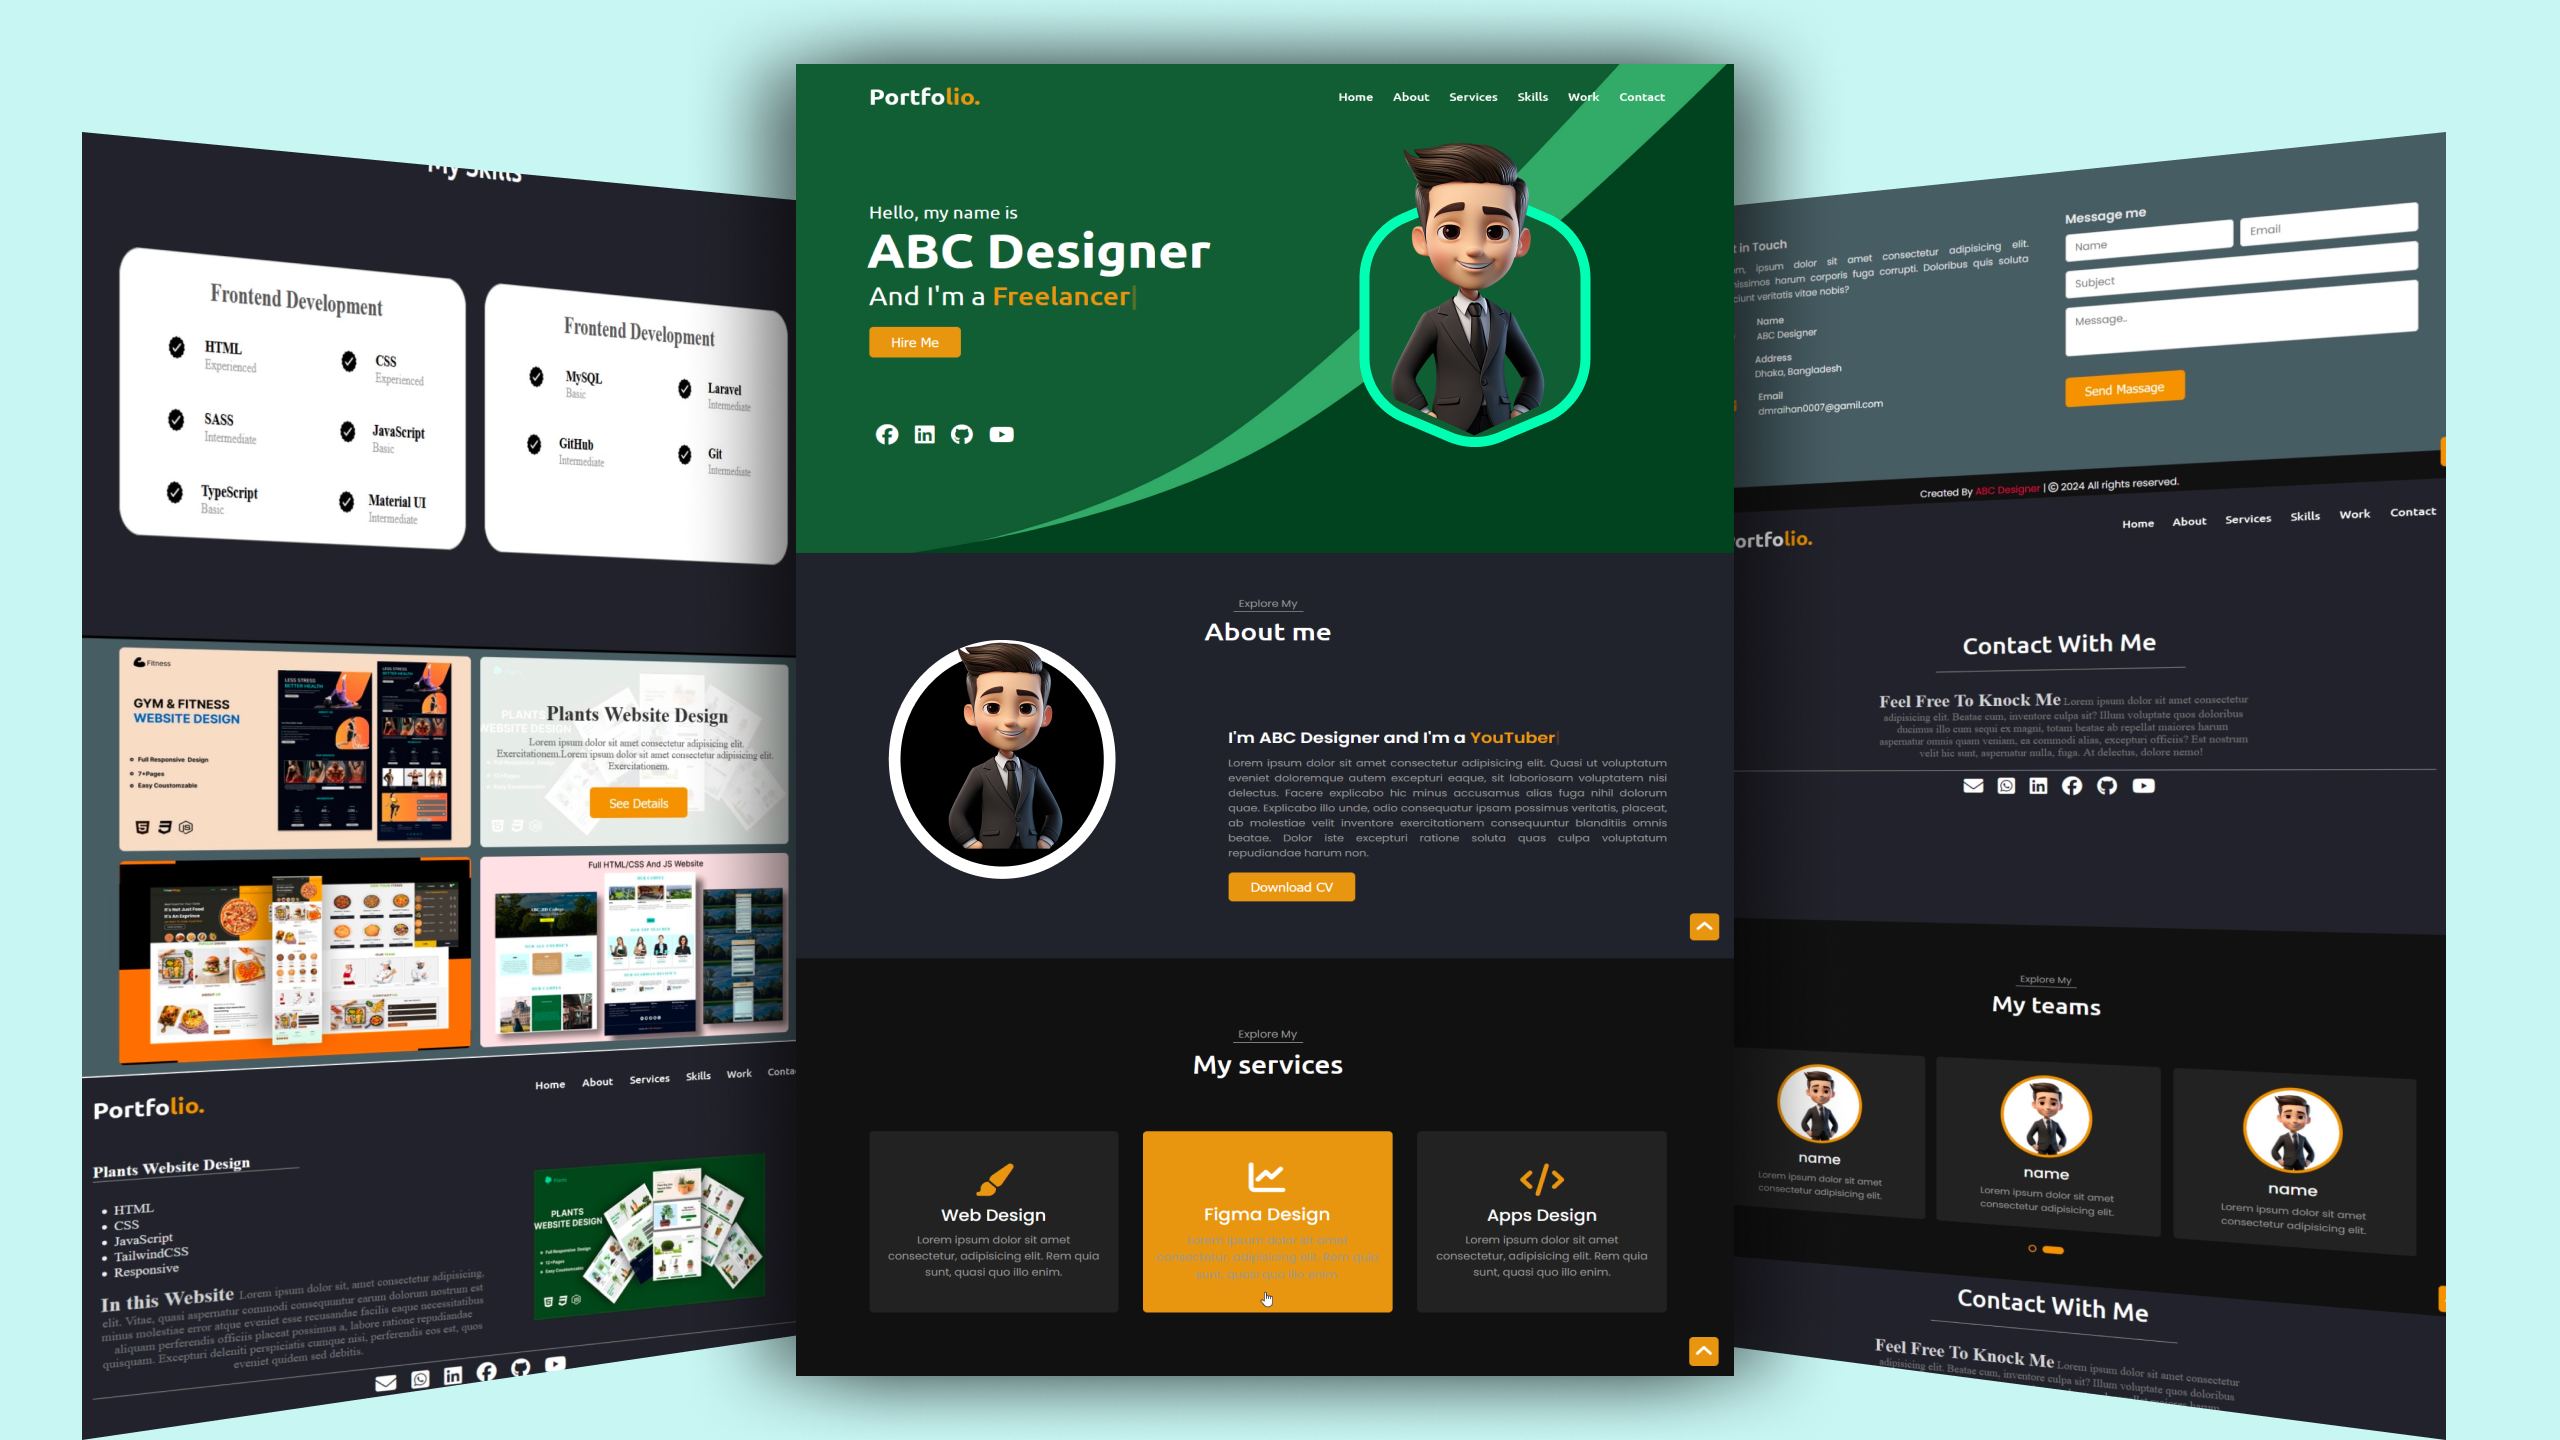 My Skills
Frontend Development
HTML
Experienced
CSS
Experienced
SASS
Intermediate
JavaScript
Basic
TypeScript
Basic
Material UI
Intermediate
Frontend Development
MySQL
Basic
Laravel
Intermediate
GitHub
Intermediate
Git
Intermediate
Fitness
GYM & FITNESS
WEBSITE DESIGN
Full Responsive Design
7+Pages
Easy Coustomzable
LESS STRESS
BETTER HEALTH
PLANTS
WEBSITE DESIGN
Plants Website Design
Lorem ipsum dolor sit amet consectetur adipisicing elit.
Exercitationem.Lorem ipsum dolor sit amet consectetur adipisicing elit.
Exercitationem.
See Details
It's Not Just Food
It's An Exprince
Full HTML/CSS And JS Website
Portfolio.
Home About Services Skills Work
Plants Website Design
HTML
CSS
JavaScript
TailwindCSS
Responsive
In this Website Lorem ipsum dolor sit, amet consectetur adipisicing,
elit. Vitae, quasi aspernatur commodi consequuntur earum dolorum nostrum est
minus molestiae error atque eveniet esse recusandae facilis eaque necessitatibus
aliquam perferendis officiis placeat possimus a, labore ratione repudiandae
quisquam. Excepturi deleniti perspiciatis cumque nisi, perferendis eos est, quos
eveniet quidem sed debitis.
Plants
PLANTS
WEBSITE DESIGN
Full Responsive Design
12+Pages
Easy Coustomzable
Portfolio.
Home About Services Skills Work Contact
Hello, my name is
ABC Designer
And I'm a Freelancer
Hire Me
Explore My
About me
I'm ABC Designer and I'm a YouTuber
Lorem ipsum dolor sit amet consectetur adipisicing elit. Quasi ut voluptatum
eveniet doloremque autem excepturi eaque, sit laboriosam voluptatem nisi
delectus. Facere explicabo hic minus accusamus alias fuga nihil dolorum
quae. Explicabo illo unde, odio consequatur ipsam possimus veritatis, placeat,
ab molestiae velit inventore exercitationem consequuntur blanditiis omnis
beatae. Dolor iste excepturi ratione soluta quas culpa voluptatum
repudiandae harum non.
Download CV
Explore My
My services
Web Design
Lorem ipsum dolor sit amet
consectetur, adipisicing elit. Rem quia
sunt, quasi quo illo enim.
Figma Design
Lorem ipsum dolor sit amet
consectetur, adipisicing elit. Rem quia
sunt, quasi quo illo enim.
Apps Design
Lorem ipsum dolor sit amet
consectetur, adipisicing elit. Rem quia
sunt, quasi quo illo enim.
in Touch
ipsum dolor sit amet consectetur adipisicing elit.
harum corporis fuga corrupti. Doloribus quis soluta
veritatis vitae nobis?
Name
ABC Designer
Address
Dhaka, Bangladesh
Email
dmraihan0007@gamil.com
Message me
Name
Email
Subject
Message..
Send Massage
Created By ABC Designer | © 2024 All rights reserved.
ortfolio.
Home About Services Skills Work Contact
Contact With Me
Feel Free To Knock Me Lorem ipsum dolor sit amet consectetur
adipisicing elit. Beatae cum, inventore culpa sit? Illum voluptate quos doloribus
ducimus illo cum sequi ex magni, totam beatae ab repellat maiores harum
aspernatur omnis quam veniam, ea commodi alias, excepturi officiis? Est nostrum
velit hic sunt, aspernatur nulla, fuga. At delectus, dolore nemo!
Explore My
My teams
name
Lorem ipsum dolor sit amet
consectetur adipisicing elit.
name
Lorem ipsum dolor sit amet
consectetur adipisicing elit.
name
Lorem ipsum dolor sit amet
consectetur adipisicing elit.
Contact With Me
Feel Free To Knock Me Lorem ipsum dolor sit amet consectetur
adipisicing elit. Beatae cum, inventore culpa sit? Illum voluptate quos doloribus